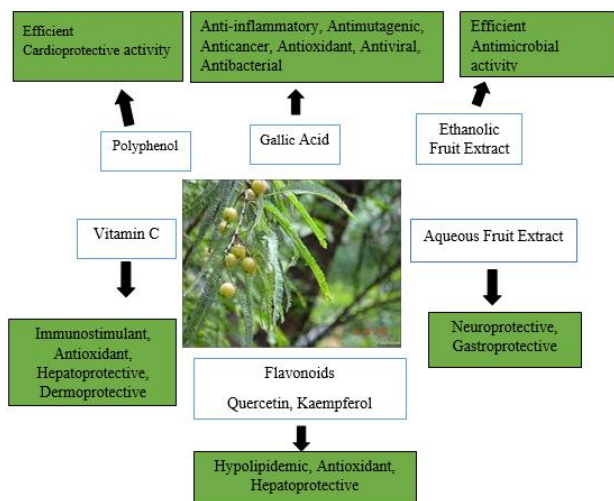 Efficient
Cardioprotective activity
Anti-inflammatory, Antimutagenic,
Anticancer, Antioxidant, Antiviral,
Antibacterial
Efficient
Antimicrobial
activity
Polyphenol
Gallic Acid
Ethanolic
Fruit Extract
Vitamin C
Aqueous Fruit Extract
Immunostimulant,
Antioxidant,
Hepatoprotective,
Dermoprotective
Neuroprotective,
Gastroprotective
Flavonoids
Quercetin, Kaempferol
Hypolipidemic, Antioxidant,
Hepatoprotective